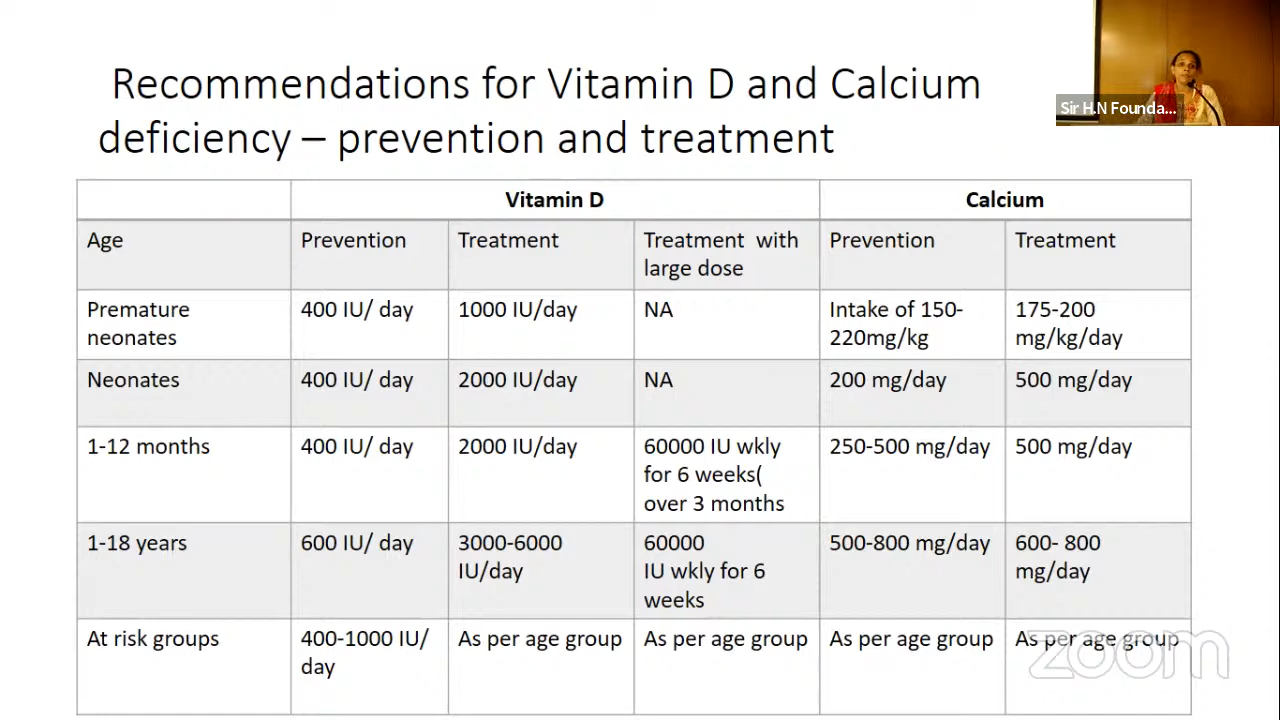 Recommendations for Vitamin D and Calcium
deficiency – prevention and treatment
Sir H.N Founda...
Vitamin D
Calcium
Age
Prevention
Treatment
Treatment with
large dose
Prevention
Treatment
Premature
neonates
400 IU/ day
1000 IU/day
NA
Intake of 150-
220mg/kg
175-200
mg/kg/day
Neonates
400 IU/ day
2000 IU/day
NA
200 mg/day
500 mg/day
1-12 months
400 IU/ day
2000 IU/day
60000 IU wkly
for 6 weeks(
over 3 months
250-500 mg/day
500 mg/day
1-18 years
600 IU/ day
3000-6000
IU/day
60000
IU wkly for 6
weeks
500-800 mg/day
600- 800
mg/day
At risk groups
400-1000 IU/
day
As per age group
As per age group
As per age group
As per age group
zoom